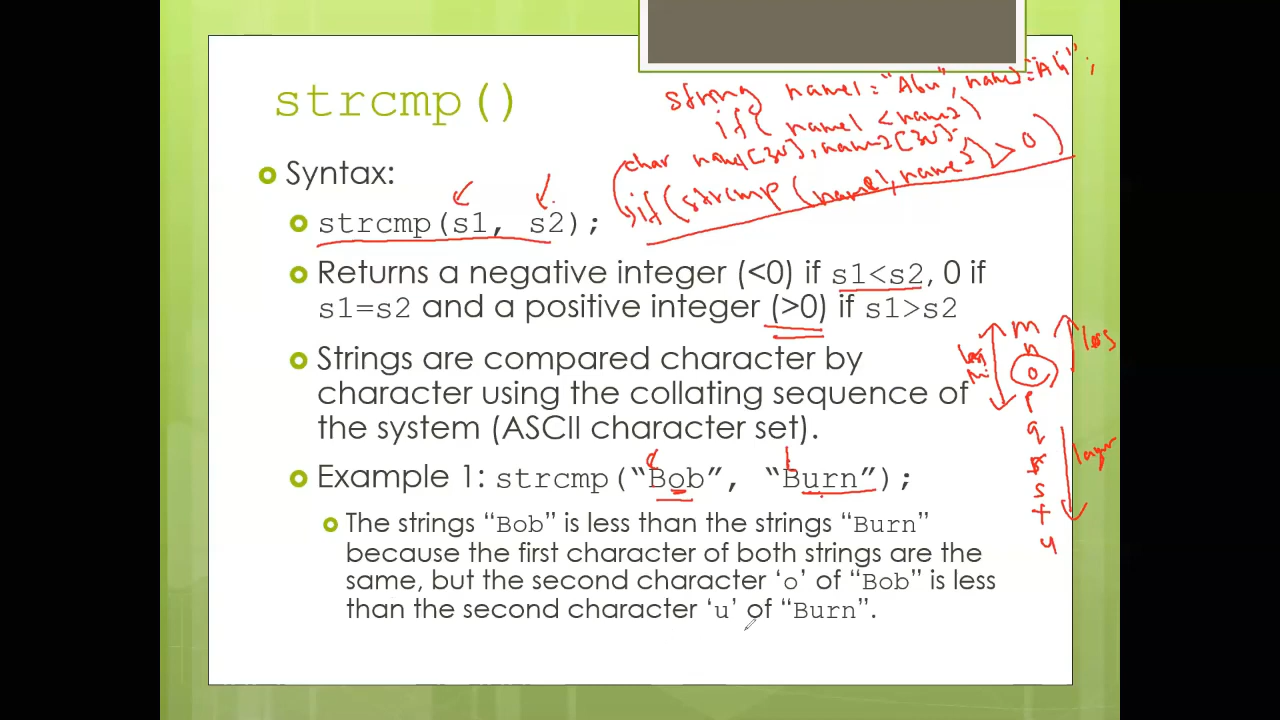 string name1="Abu", name2="Ali";
if( name1 < name2)
char name1[30], name2[30];
if(strcmp(name1,name2)>0)
strcmp()
Syntax:
strcmp(s1, s2);
Returns a negative integer (<0) if s1<s2, 0 if
s1=s2 and a positive integer (>0) if s1>s2
Strings are compared character by
character using the collating sequence of
the system (ASCII character set).
Example 1: strcmp(“Bob”, “Burn”);
The strings “Bob” is less than the strings “Burn”
because the first character of both strings are the
same, but the second character ‘o’ of “Bob” is less
than the second character ‘u’ of “Burn”.
m
n
o
p
q
s
t
u
less
larger